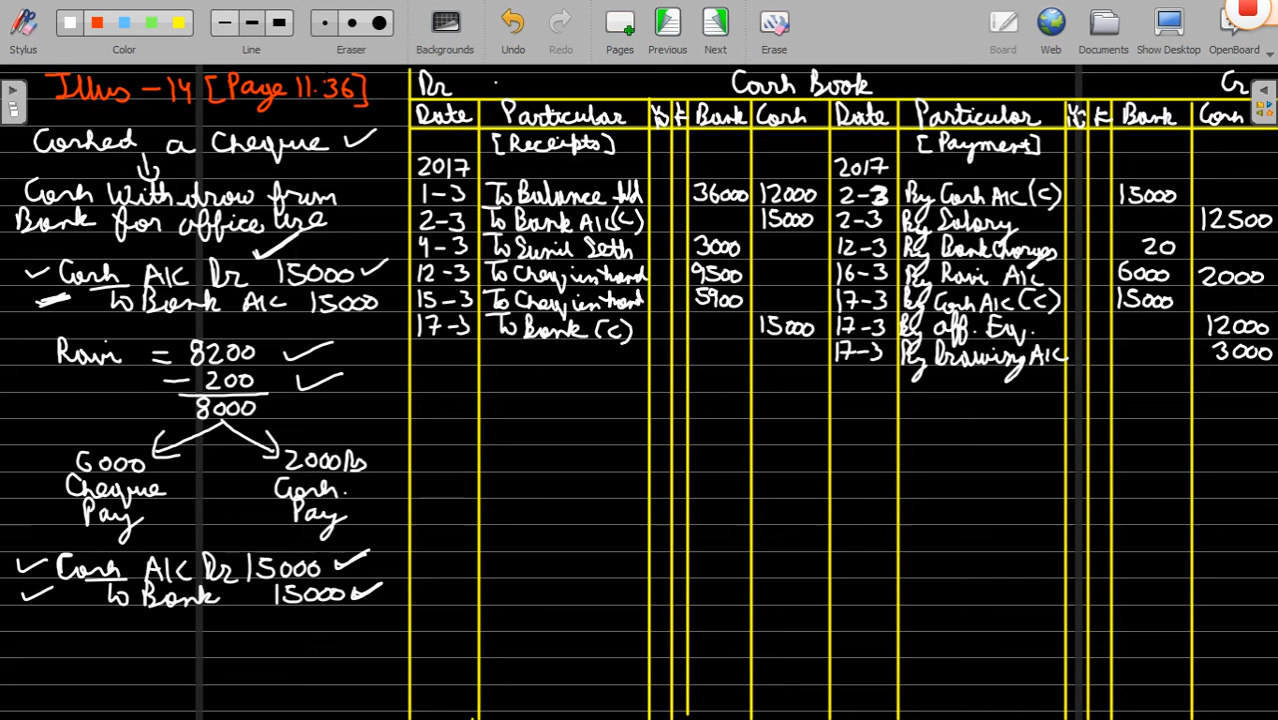 Stylus Color Line Eraser Backgrounds Undo Redo Pages Previous Next Erase Board Web Documents Show Desktop OpenBoard
Illus - 14 [Page 11.36]
Cashed a Cheque
Cash Withdraw from
Bank for office use
Cash A/C Dr 15000
To Bank A/C 15000
Ravi = 8200
- 200
8000
6000 2000 Rs
Cheque Cash.
Pay Pay
Cash A/C Dr 15000
To Bank 15000
Dr Cash Book Cr
Date Particular Bank Cash Date Particular Bank Cash
[Receipts] [Payment]
2017 2017
1-3 To Balance b/d 36000 12000 2-3 By Cash A/C (C) 15000
2-3 To Bank A/C (C) 15000 2-3 By Salary 12500
4-3 To Sunil Seth 3000 12-3 By Bank Charges 20
12-3 To Cheq in hand 9500 16-3 By Ravi A/C 6000 2000
15-3 To Cheq in hand 5900 17-3 By Cash A/C (C) 15000
17-3 To Bank (C) 15000 17-3 By off. Eq. 12000
17-3 By Drawing A/C 3000